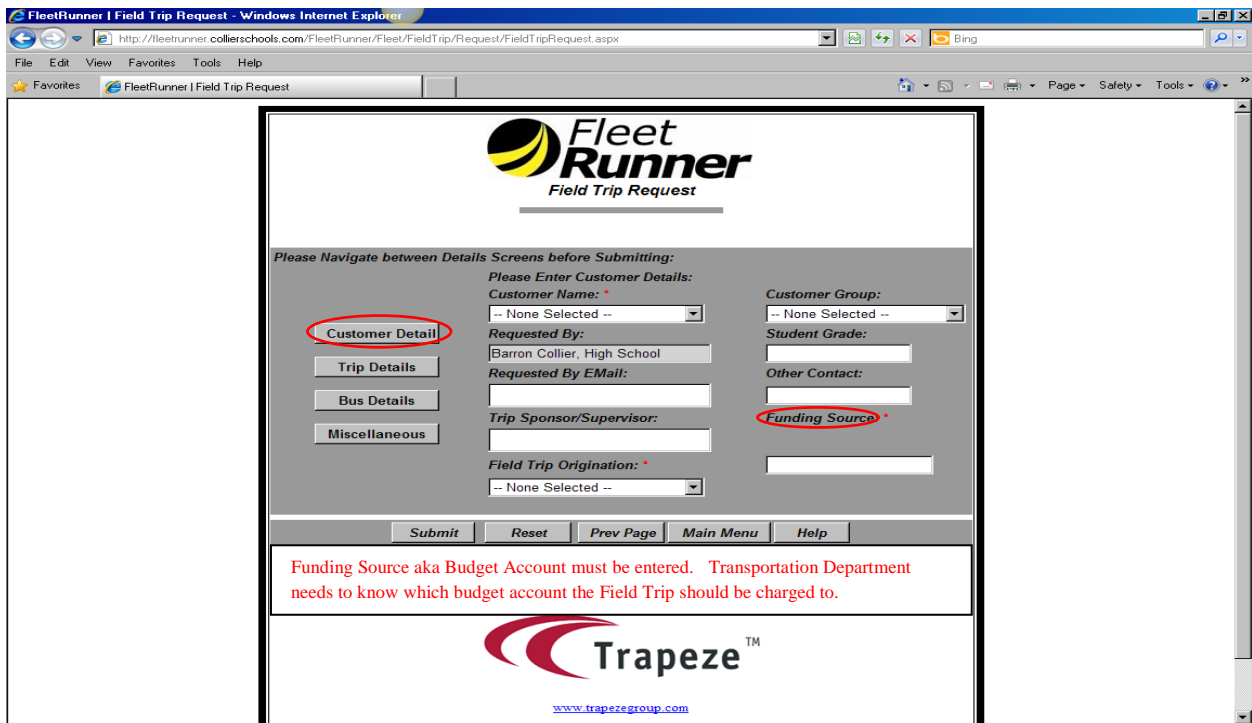 FleetRunner | Field Trip Request - Windows Internet Explorer
http://fleetrunner.collierschools.com/FleetRunner/Fleet/FieldTrip/Request/FieldTripRequest.aspx
Bing
File Edit View Favorites Tools Help
Favorites FleetRunner | Field Trip Request
Page Safety Tools
Fleet
Runner
Field Trip Request
Please Navigate between Details Screens before Submitting:
Please Enter Customer Details:
Customer Name: * Customer Group:
-- None Selected -- -- None Selected --
Customer Detail Requested By: Student Grade:
Barron Collier, High School
Trip Details Requested By EMail: Other Contact:
Bus Details
Trip Sponsor/Supervisor: Funding Source *
Miscellaneous
Field Trip Origination: *
-- None Selected --
Submit Reset Prev Page Main Menu Help
Funding Source aka Budget Account must be entered. Transportation Department
needs to know which budget account the Field Trip should be charged to.
Trapeze™
www.trapezegroup.com